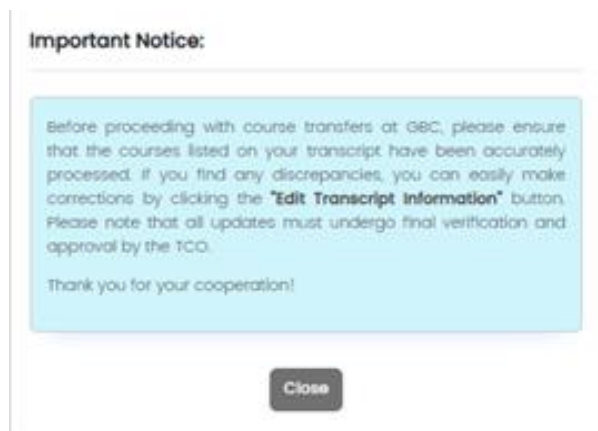 Important Notice:
Before proceeding with course transfers at GBC, please ensure
that the courses listed on your transcript have been accurately
processed. If you find any discrepancies, you can easily make
corrections by clicking the "Edit Transcript Information" button.
Please note that all updates must undergo final verification and
approval by the TCO.
Thank you for your cooperation!
Close